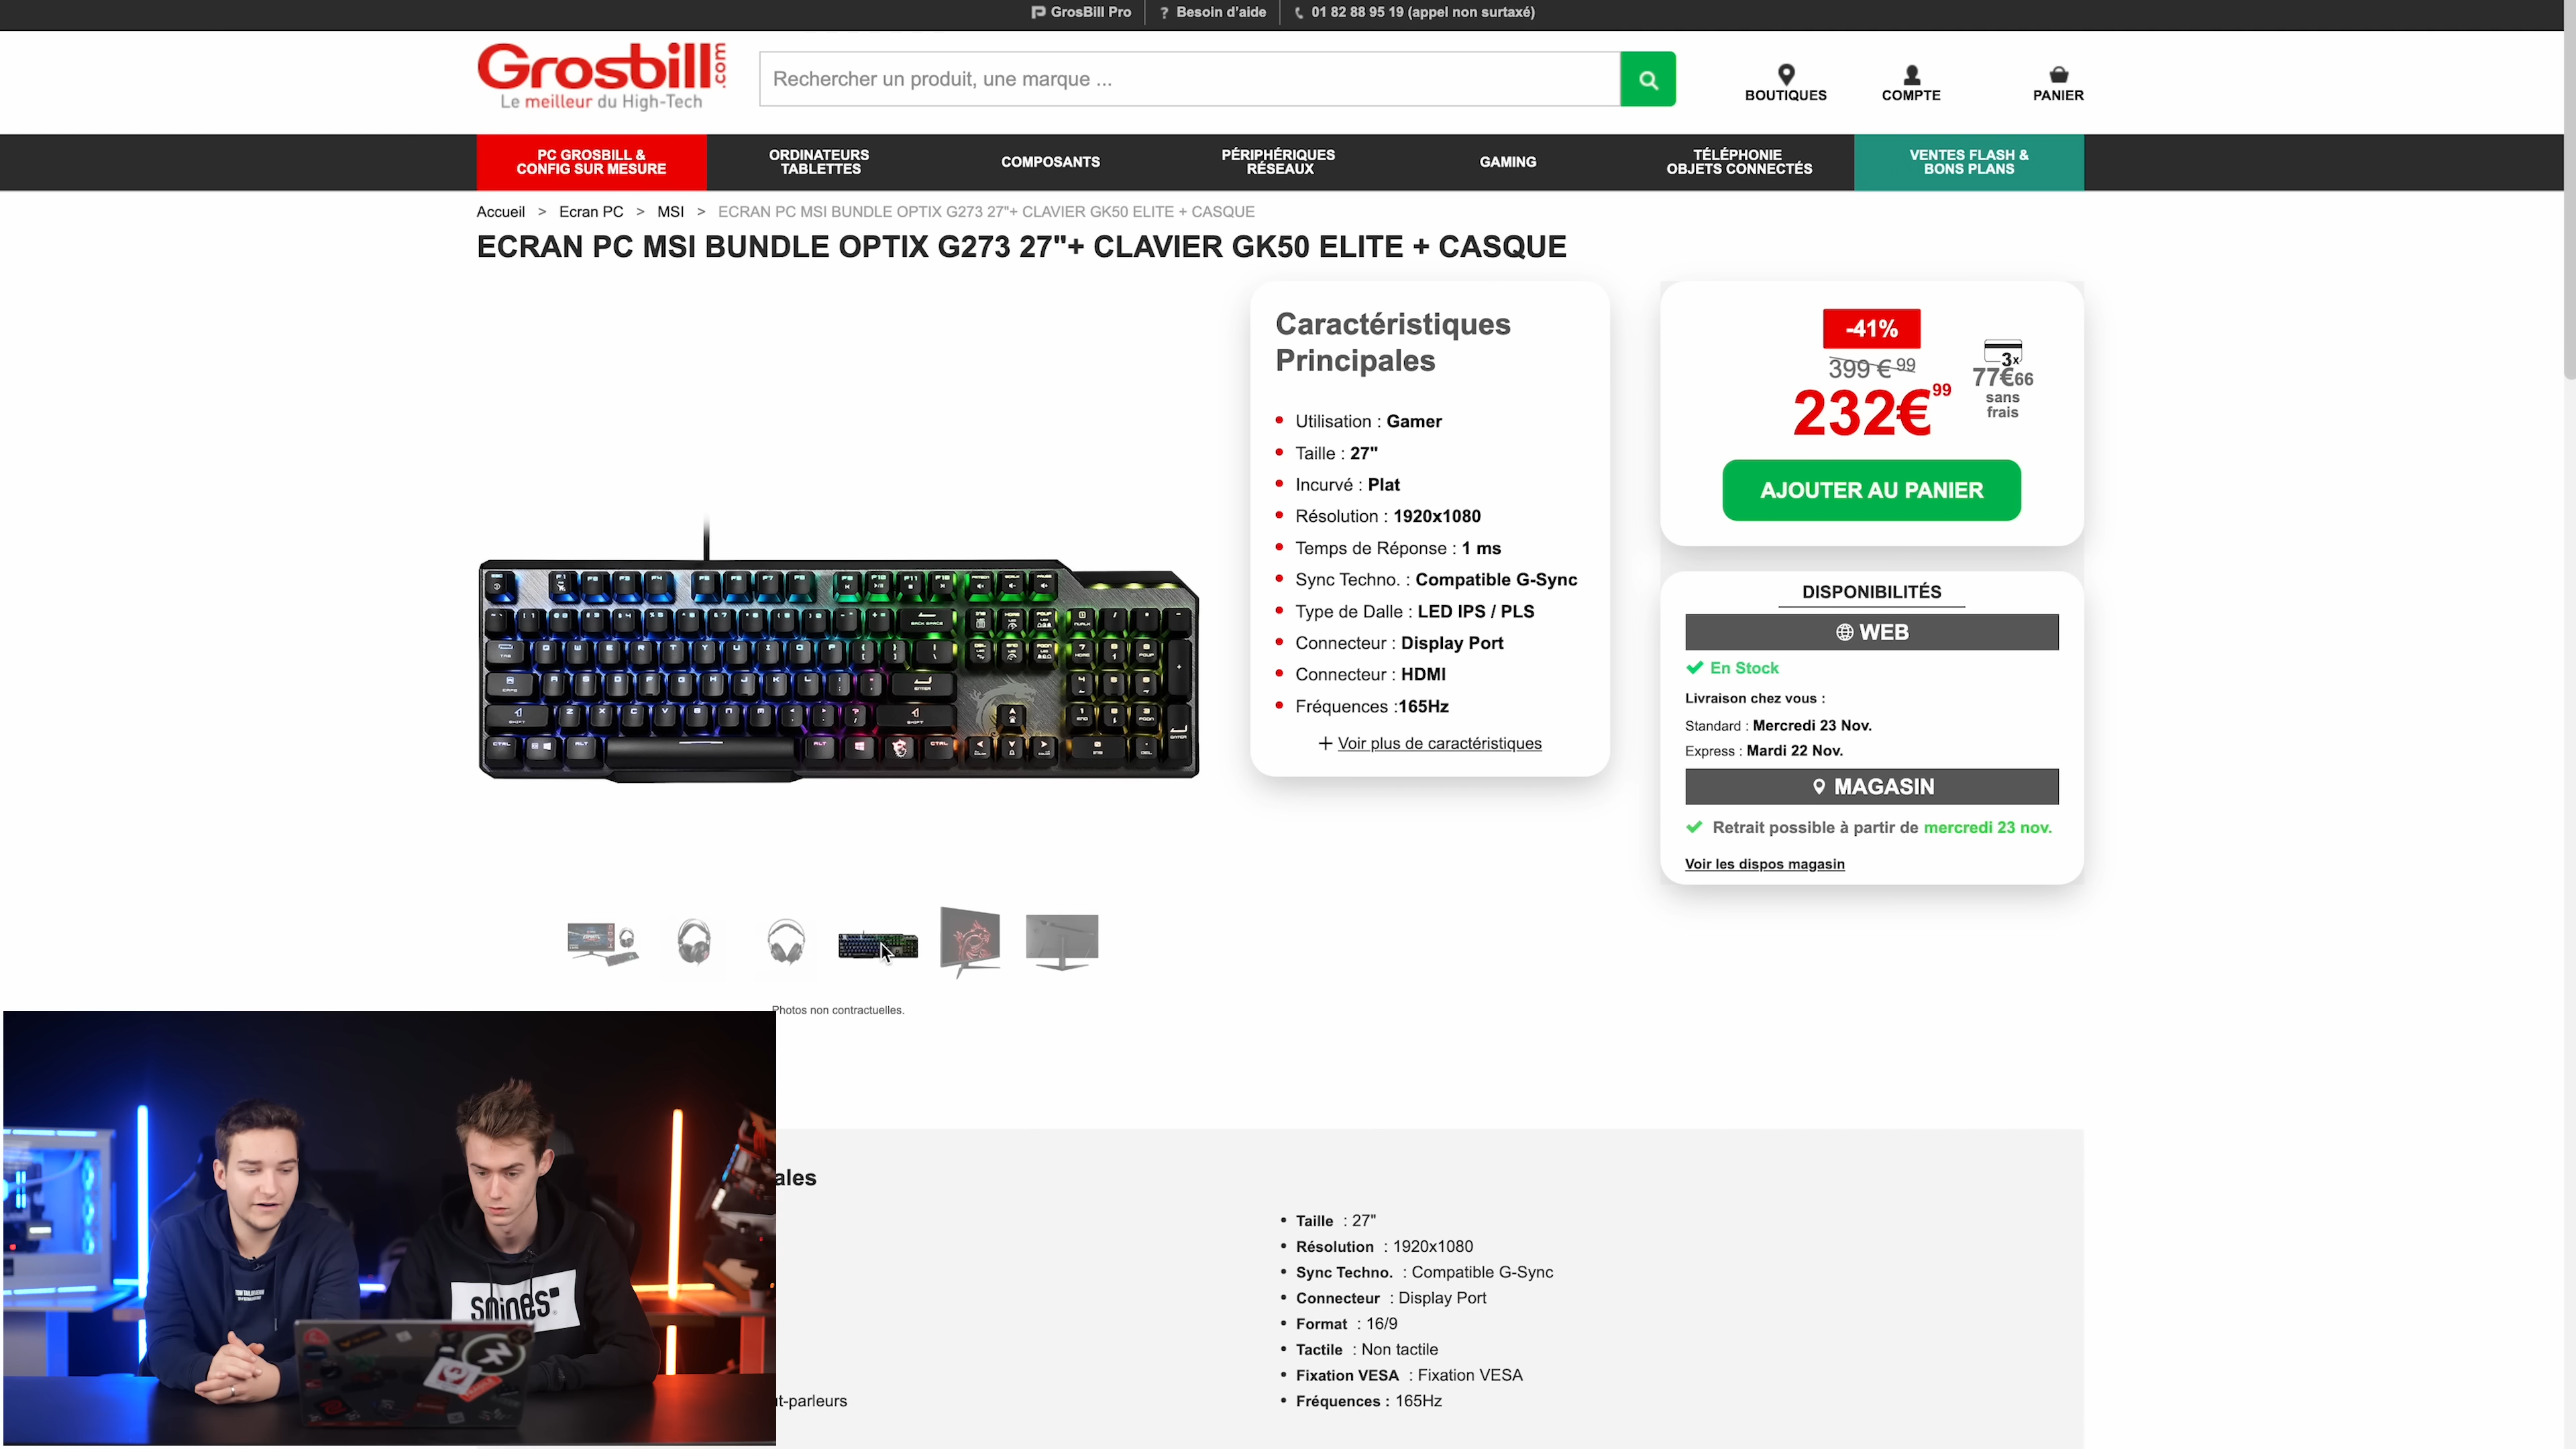 GrosBill Pro
? Besoin d'aide
01 82 88 95 19 (appel non surtaxé)
Grosbill.com
Le meilleur du High-Tech
Rechercher un produit, une marque ...
BOUTIQUES
COMPTE
PANIER
PC GROSBILL &
CONFIG SUR MESURE
ORDINATEURS
TABLETTES
COMPOSANTS
PÉRIPHÉRIQUES
RÉSEAUX
GAMING
TÉLÉPHONIE
OBJETS CONNECTÉS
VENTES FLASH &
BONS PLANS
Accueil > Ecran PC > MSI > ECRAN PC MSI BUNDLE OPTIX G273 27"+ CLAVIER GK50 ELITE + CASQUE
ECRAN PC MSI BUNDLE OPTIX G273 27"+ CLAVIER GK50 ELITE + CASQUE
Caractéristiques
Principales
Utilisation : Gamer
Taille : 27"
Incurvé : Plat
Résolution : 1920x1080
Temps de Réponse : 1 ms
Sync Techno. : Compatible G-Sync
Type de Dalle : LED IPS / PLS
Connecteur : Display Port
Connecteur : HDMI
Fréquences :165Hz
+ Voir plus de caractéristiques
-41%
399 € 99
232€99
3x
77€66
sans
frais
AJOUTER AU PANIER
DISPONIBILITÉS
WEB
En Stock
Livraison chez vous :
Standard : Mercredi 23 Nov.
Express : Mardi 22 Nov.
MAGASIN
Retrait possible à partir de mercredi 23 nov.
Voir les dispos magasin
Photos non contractuelles.
ales
t-parleurs
• Taille : 27"
• Résolution : 1920x1080
• Sync Techno. : Compatible G-Sync
• Connecteur : Display Port
• Format : 16/9
• Tactile : Non tactile
• Fixation VESA : Fixation VESA
• Fréquences : 165Hz